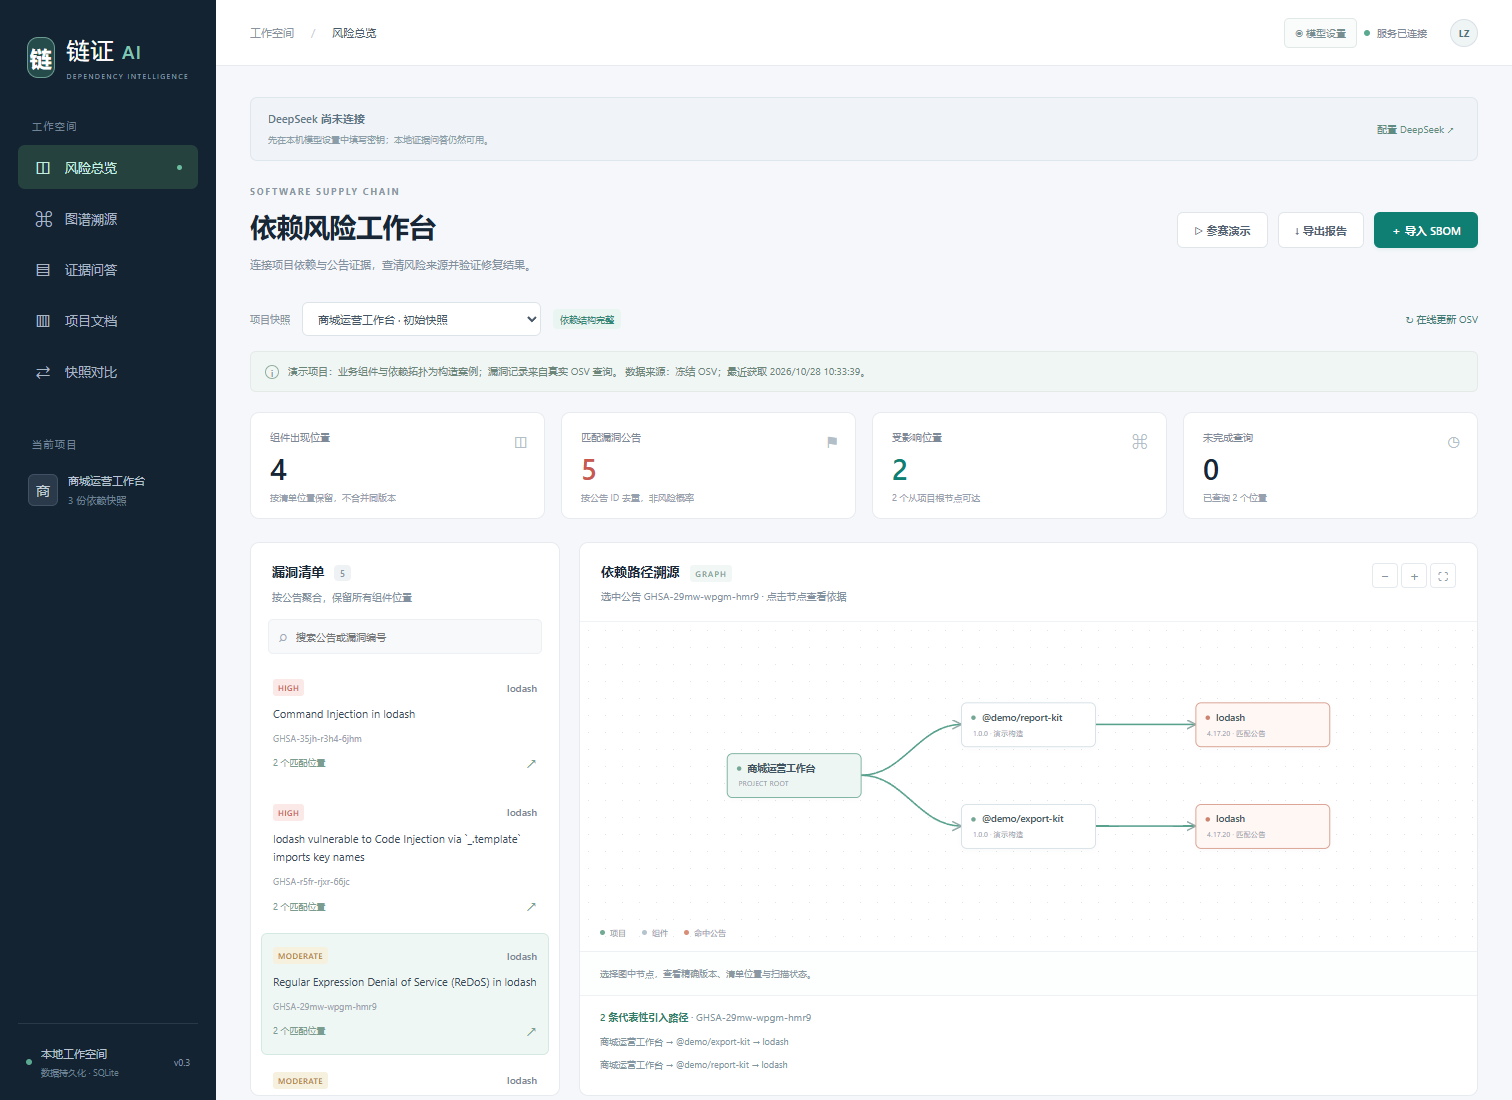 链
链证 AI
DEPENDENCY INTELLIGENCE
工作空间
风险总览
图谱溯源
证据问答
项目文档
快照对比
当前项目
商
商城运营工作台
3 份依赖快照
本地工作空间
数据持久化 · SQLite
v0.3
工作空间 / 风险总览
模型设置
服务已连接
LZ
DeepSeek 尚未连接
先在本机模型设置中填写密钥；本地证据问答仍然可用。
配置 DeepSeek ↗
SOFTWARE SUPPLY CHAIN
依赖风险工作台
连接项目依赖与公告证据，查清风险来源并验证修复结果。
▷ 参赛演示
↓ 导出报告
+ 导入 SBOM
项目快照
商城运营工作台 · 初始快照
依赖结构完整
↻ 在线更新 OSV
演示项目：业务组件与依赖拓扑为构造案例；漏洞记录来自真实 OSV 查询。 数据来源：冻结 OSV；最近获取 2026/10/28 10:33:39。
组件出现位置
4
按清单位置保留，不合并同版本
匹配漏洞公告
5
按公告 ID 去重，非风险概率
受影响位置
2
2 个从项目根节点可达
未完成查询
0
已查询 2 个位置
漏洞清单 5
按公告聚合，保留所有组件位置
搜索公告或漏洞编号
HIGH lodash
Command Injection in lodash
GHSA-35jh-r3h4-6jhm
2 个匹配位置 ↗
HIGH lodash
lodash vulnerable to Code Injection via `_.template`
imports key names
GHSA-r5fr-rjxr-66jc
2 个匹配位置 ↗
MODERATE lodash
Regular Expression Denial of Service (ReDoS) in lodash
GHSA-29mw-wpgm-hmr9
2 个匹配位置 ↗
MODERATE lodash
依赖路径溯源 GRAPH
选中公告 GHSA-29mw-wpgm-hmr9 · 点击节点查看依据
− +
商城运营工作台
PROJECT ROOT
@demo/report-kit
1.0.0 · 演示构造
lodash
4.17.20 · 匹配公告
@demo/export-kit
1.0.0 · 演示构造
lodash
4.17.20 · 匹配公告
项目 组件 命中公告
选择图中节点，查看精确版本、清单位置与扫描状态。
2 条代表性引入路径 · GHSA-29mw-wpgm-hmr9
商城运营工作台 → @demo/export-kit → lodash
商城运营工作台 → @demo/report-kit → lodash